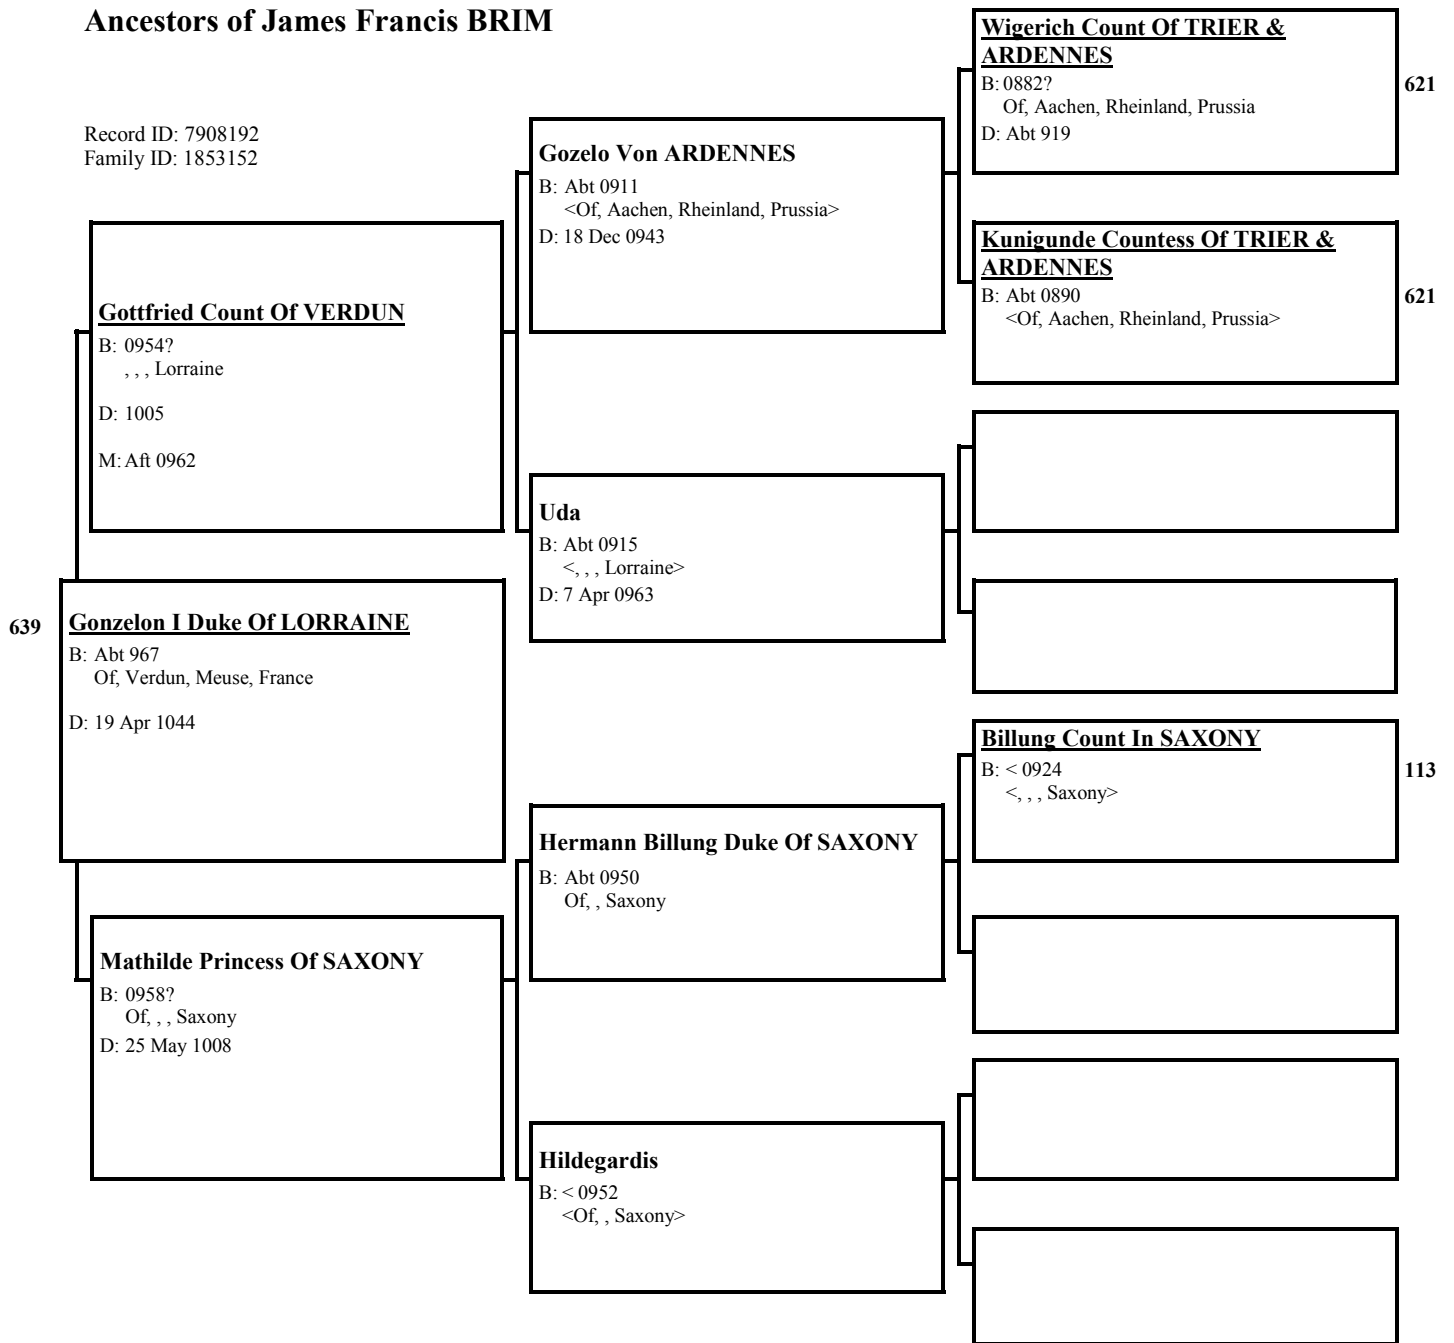 Ancestors of James Francis BRIM
Record ID: 7908192
Family ID: 1853152
Gottfried Count Of VERDUN
B: 0954?
, , , Lorraine
D: 1005
M: Aft 0962
639
Gonzelon I Duke Of LORRAINE
B: Abt 967
Of, Verdun, Meuse, France
D: 19 Apr 1044
Mathilde Princess Of SAXONY
B: 0958?
Of, , , Saxony
D: 25 May 1008
Gozelo Von ARDENNES
B: Abt 0911
<Of, Aachen, Rheinland, Prussia>
D: 18 Dec 0943
Uda
B: Abt 0915
<, , , Lorraine>
D: 7 Apr 0963
Hermann Billung Duke Of SAXONY
B: Abt 0950
Of, , Saxony
Hildegardis
B: < 0952
<Of, , Saxony>
Wigerich Count Of TRIER &
ARDENNES
B: 0882?
Of, Aachen, Rheinland, Prussia
D: Abt 919
621
Kunigunde Countess Of TRIER &
ARDENNES
B: Abt 0890
<Of, Aachen, Rheinland, Prussia>
621
Billung Count In SAXONY
B: < 0924
<, , , Saxony>
113